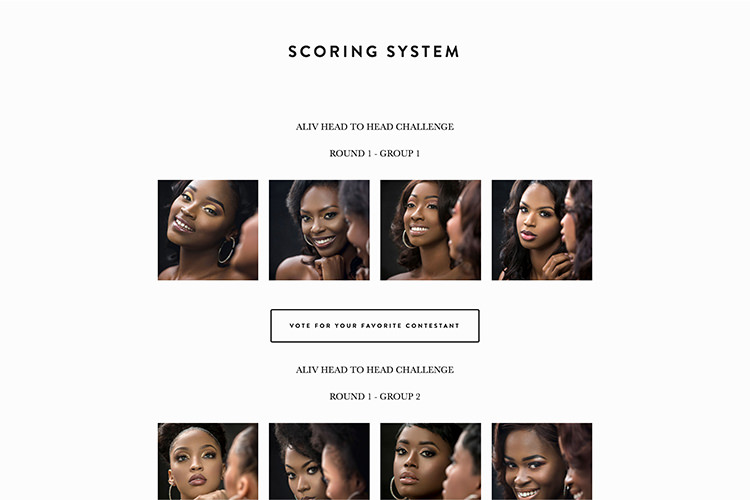 SCORING SYSTEM
ALIV HEAD TO HEAD CHALLENGE
ROUND 1 - GROUP 1
VOTE FOR YOUR FAVORITE CONTESTANT
ALIV HEAD TO HEAD CHALLENGE
ROUND 1 - GROUP 2